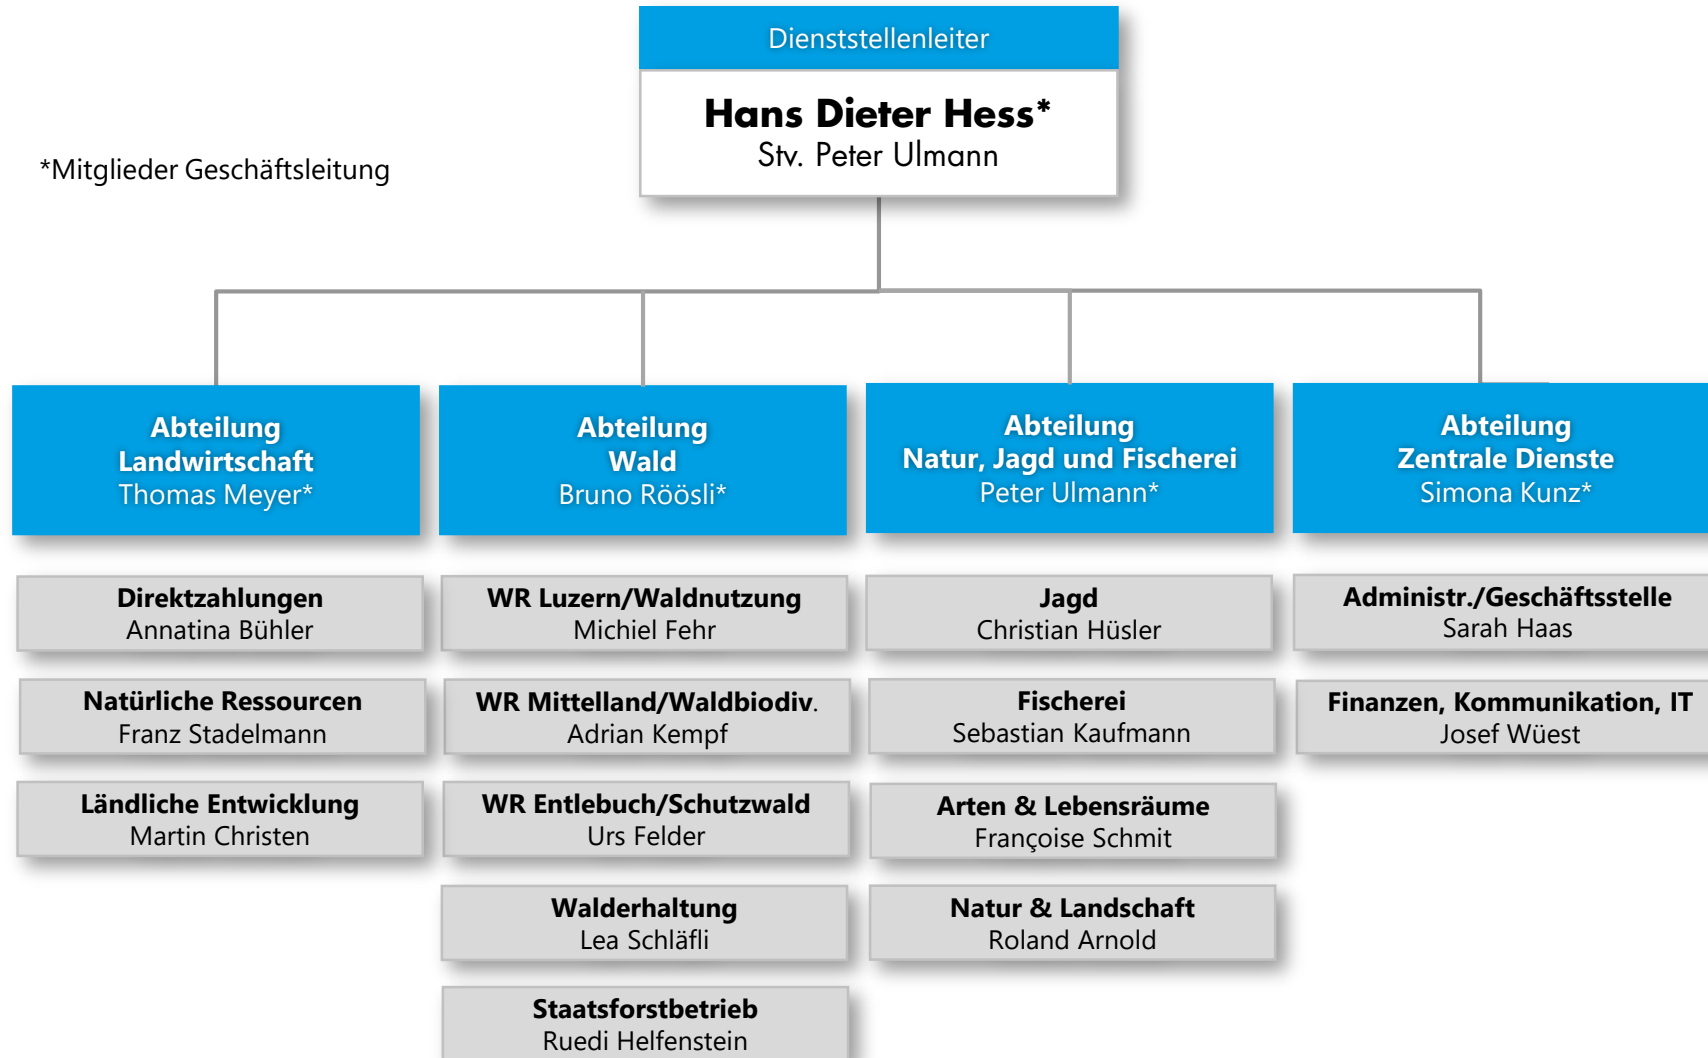 Dienststellenleiter
Hans Dieter Hess*
Stv. Peter Ulmann
*Mitglieder Geschäftsleitung
Abteilung
Landwirtschaft
Thomas Meyer*
Abteilung
Wald
Bruno Röösli*
Abteilung
Natur, Jagd und Fischerei
Peter Ulmann*
Abteilung
Zentrale Dienste
Simona Kunz*
Direktzahlungen
Annatina Bühler
Natürliche Ressourcen
Franz Stadelmann
Ländliche Entwicklung
Martin Christen
WR Luzern/Waldnutzung
Michiel Fehr
WR Mittelland/Waldbiodiv.
Adrian Kempf
WR Entlebuch/Schutzwald
Urs Felder
Walderhaltung
Lea Schläfli
Staatsforstbetrieb
Ruedi Helfenstein
Jagd
Christian Hüsler
Fischerei
Sebastian Kaufmann
Arten & Lebensräume
Françoise Schmit
Natur & Landschaft
Roland Arnold
Administr./Geschäftsstelle
Sarah Haas
Finanzen, Kommunikation, IT
Josef Wüest